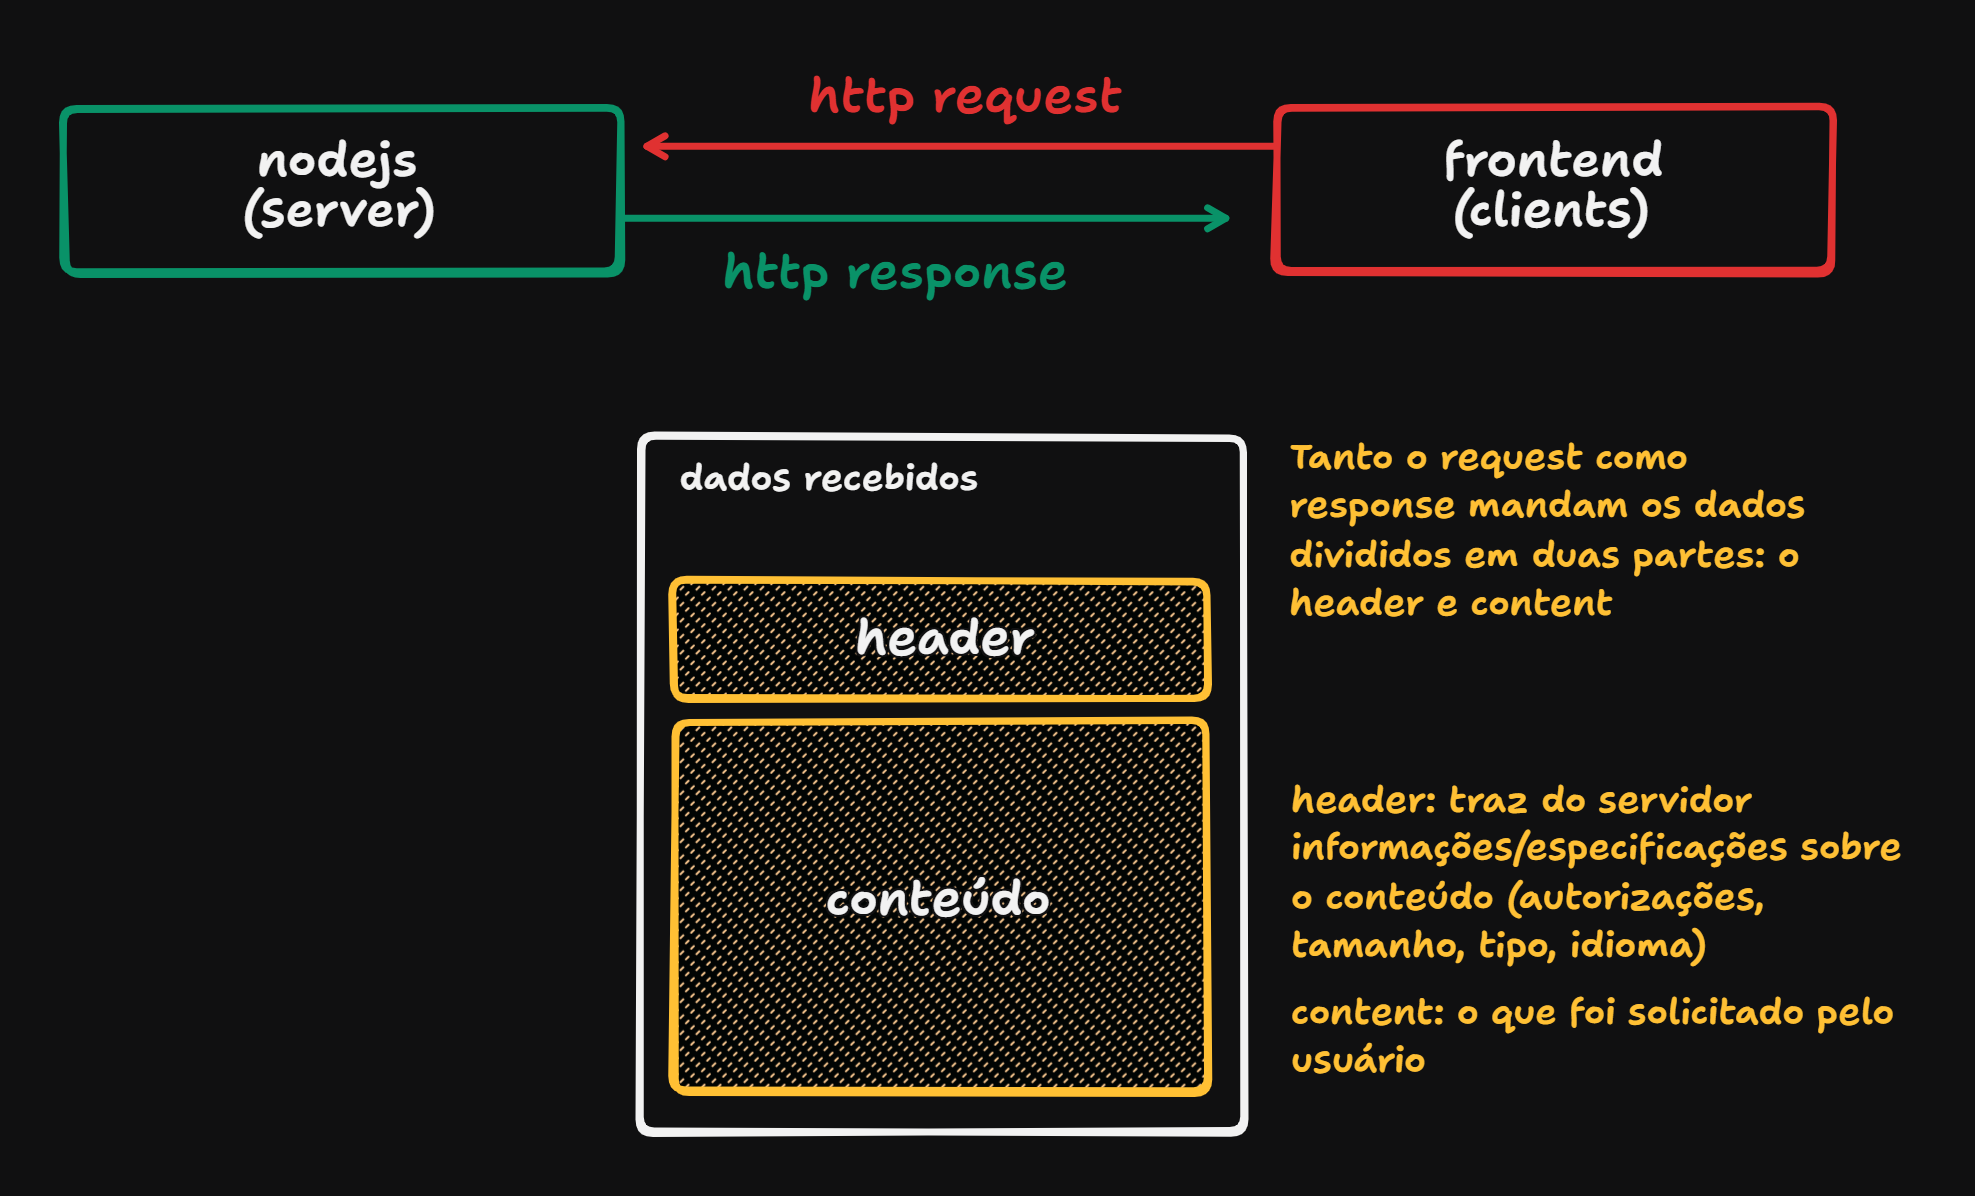 http request
nodejs
(server)
frontend
(clients)
http response
dados recebidos
header
conteúdo
Tanto o request como
response mandam os dados
divididos em duas partes: o
header e content
header: traz do servidor
informações/especificações sobre
o conteúdo (autorizações,
tamanho, tipo, idioma)
content: o que foi solicitado pelo
usuário